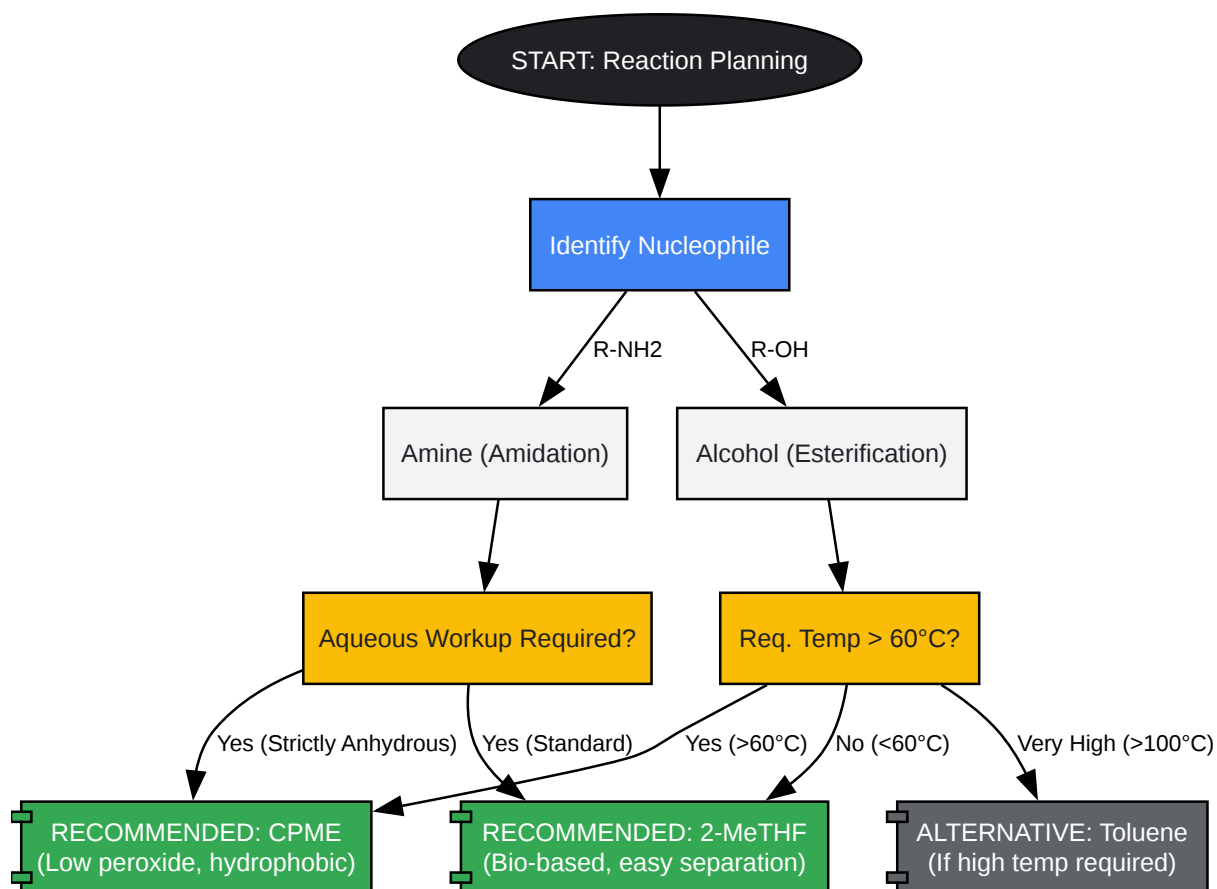 START: Reaction Planning
Identify Nucleophile
R-NH2
R-OH
Amine (Amidation)
Alcohol (Esterification)
Aqueous Workup Required?
Req. Temp > 60°C?
Yes (Strictly Anhydrous)
Yes (Standard)
Yes (>60°C)
No (<60°C)
Very High (>100°C)
RECOMMENDED: CPME
(Low peroxide, hydrophobic)
RECOMMENDED: 2-MeTHF
(Bio-based, easy separation)
ALTERNATIVE: Toluene
(If high temp required)